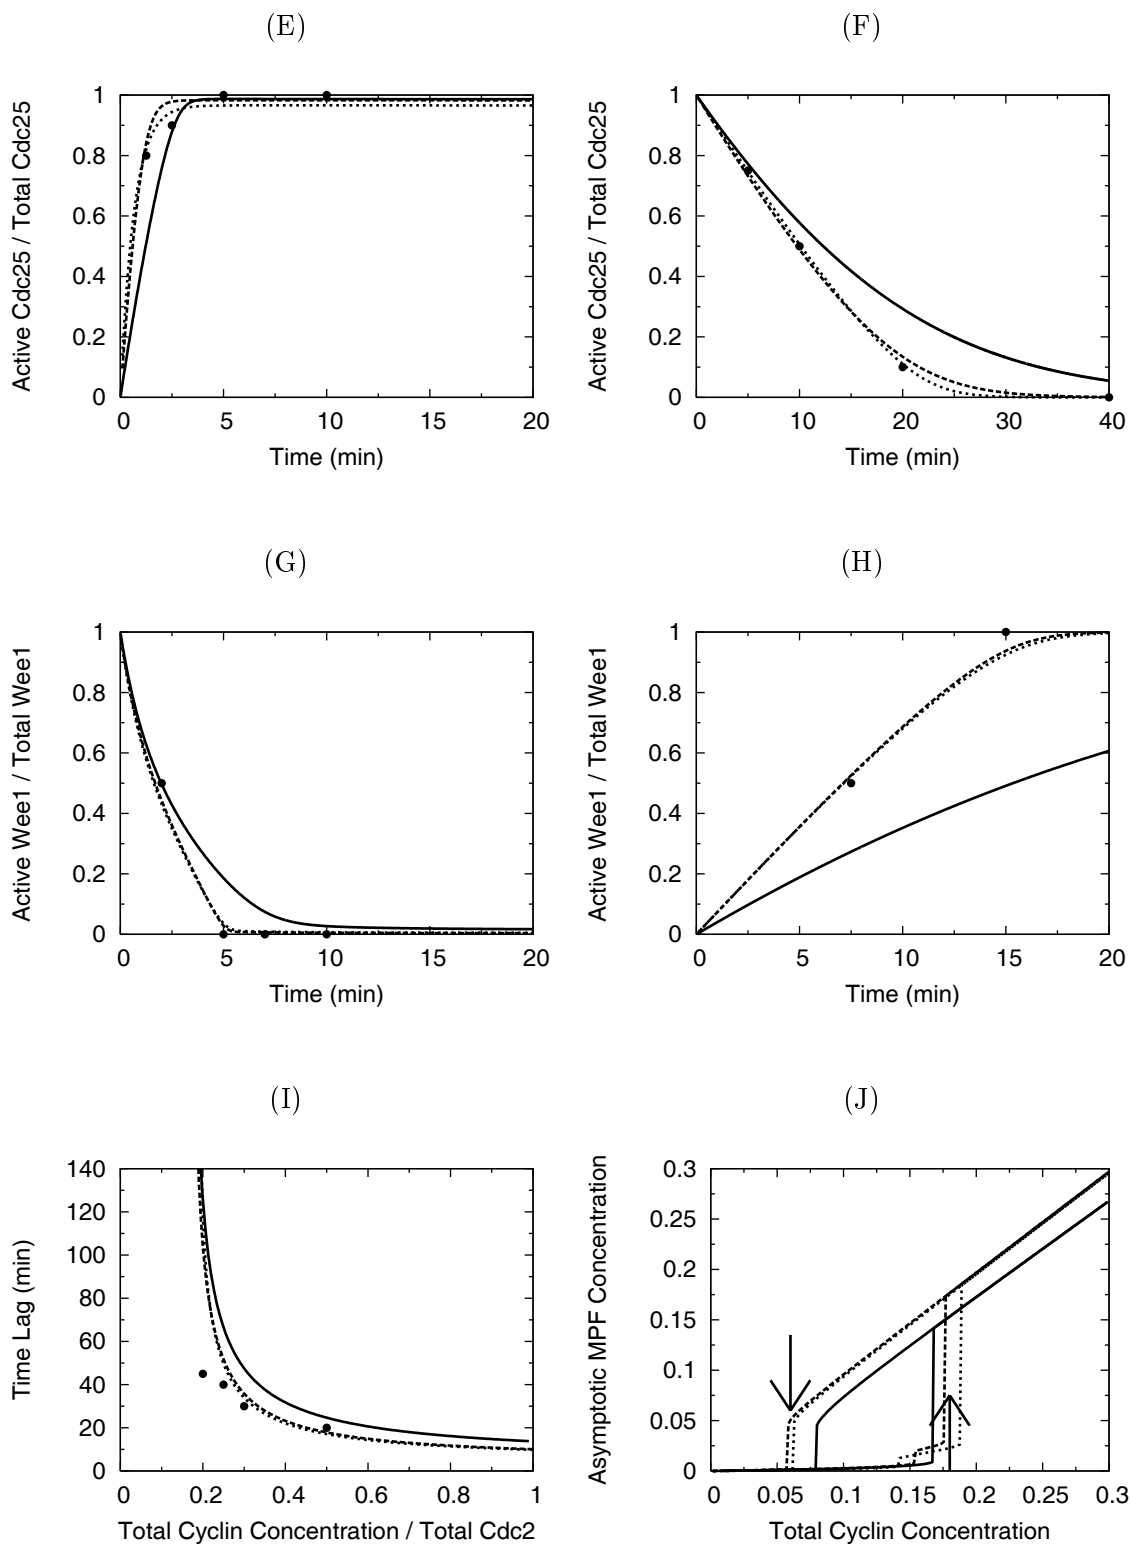 (E)
(F)
Active Cdc25 / Total Cdc25
1
0.8
0.6
0.4
0.2
0
0 5 10 15 20
Time (min)
Active Cdc25 / Total Cdc25
1
0.8
0.6
0.4
0.2
0
0 10 20 30 40
Time (min)
(G)
(H)
Active Wee1 / Total Wee1
1
0.8
0.6
0.4
0.2
0
0 5 10 15 20
Time (min)
Active Wee1 / Total Wee1
1
0.8
0.6
0.4
0.2
0
0 5 10 15 20
Time (min)
(I)
(J)
Time Lag (min)
140
120
100
80
60
40
20
0
0 0.2 0.4 0.6 0.8 1
Total Cyclin Concentration / Total Cdc2
Asymptotic MPF Concentration
0.3
0.25
0.2
0.15
0.1
0.05
0
0 0.05 0.1 0.15 0.2 0.25 0.3
Total Cyclin Concentration